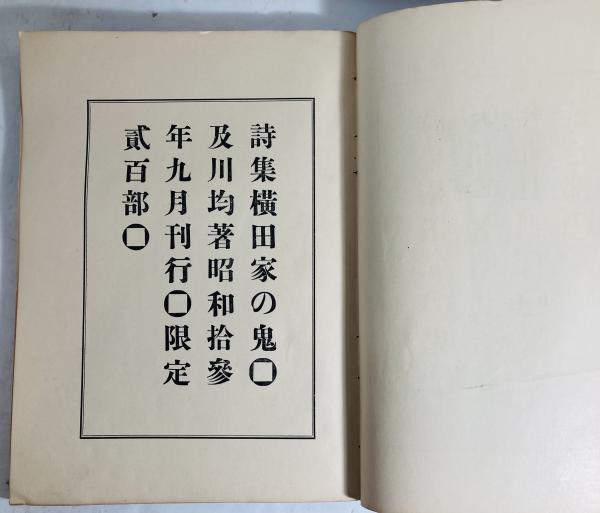 詩集橫田家の鬼▢
及川均著昭和拾參
年九月刊行▢限定
貳百部▢